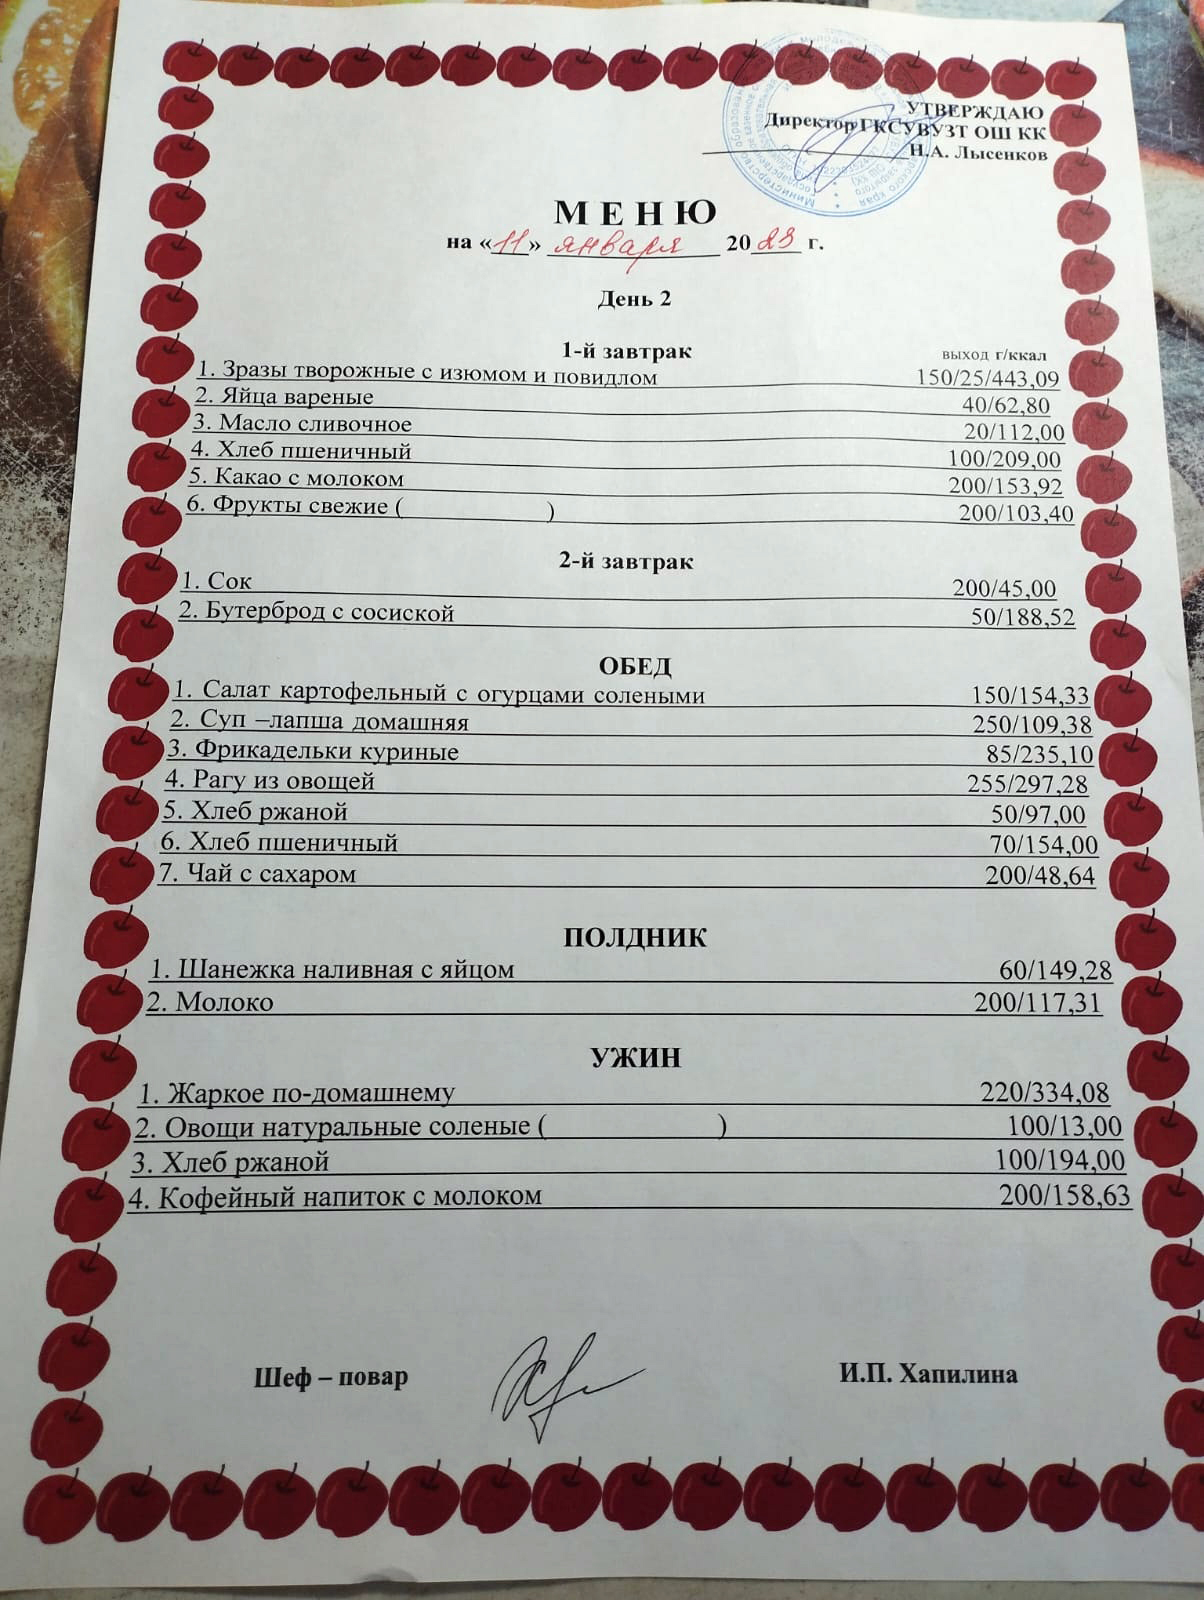 УТВЕРЖДАЮ
Директор ГКСУВУЗТ ОШ КК
Н.А. Лысенков
М Е Н Ю
на «11» января 2023 г.
День 2
1-й завтрак
выход г/ккал
1. Зразы творожные с изюмом и повидлом 150/25/443,09
2. Яйца вареные 40/62,80
3. Масло сливочное 20/112,00
4. Хлеб пшеничный 100/209,00
5. Какао с молоком 200/153,92
6. Фрукты свежие ( ) 200/103,40
2-й завтрак
1. Сок 200/45,00
2. Бутерброд с сосиской 50/188,52
ОБЕД
1. Салат картофельный с огурцами солеными 150/154,33
2. Суп –лапша домашняя 250/109,38
3. Фрикадельки куриные 85/235,10
4. Рагу из овощей 255/297,28
5. Хлеб ржаной 50/97,00
6. Хлеб пшеничный 70/154,00
7. Чай с сахаром 200/48,64
ПОЛДНИК
1. Шанежка наливная с яйцом 60/149,28
2. Молоко 200/117,31
УЖИН
1. Жаркое по-домашнему 220/334,08
2. Овощи натуральные соленые ( ) 100/13,00
3. Хлеб ржаной 100/194,00
4. Кофейный напиток с молоком 200/158,63
Шеф – повар И.П. Хапилина